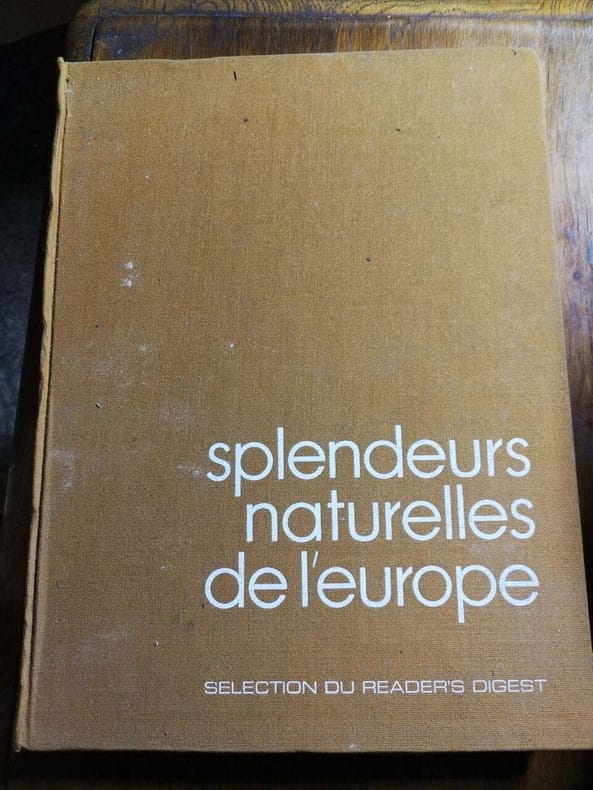 splendeurs
naturelles
de l'europe
SELECTION DU READER'S DIGEST